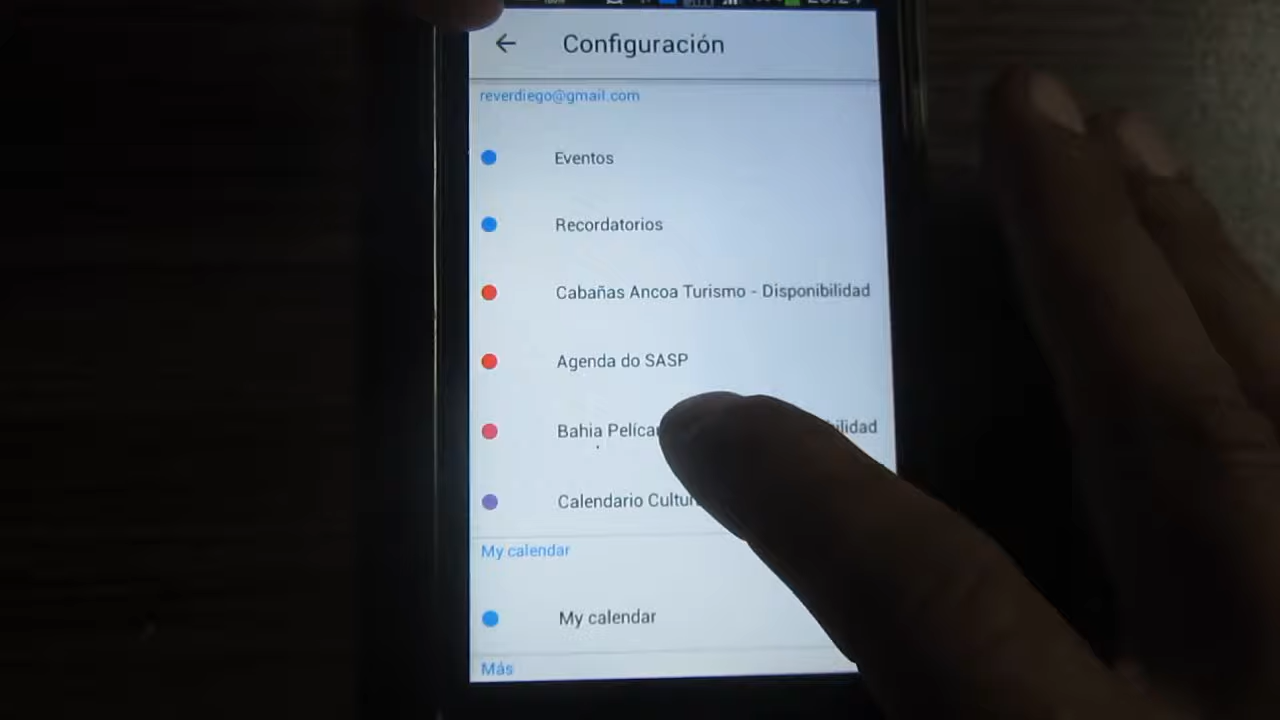 Configuración
reverdiego@gmail.com
Eventos
Recordatorios
Cabañas Ancoa Turismo - Disponibilidad
Agenda do SASP
Bahia
Calendario
My calendar
My calendar
Más